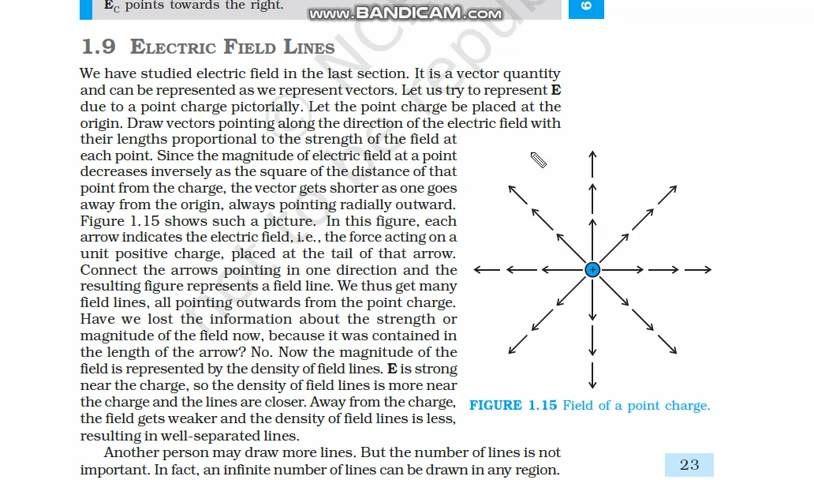 E_C points towards the right.
www.BANDICAM.com
9
1.9 ELECTRIC FIELD LINES
We have studied electric field in the last section. It is a vector quantity
and can be represented as we represent vectors. Let us try to represent E
due to a point charge pictorially. Let the point charge be placed at the
origin. Draw vectors pointing along the direction of the electric field with
their lengths proportional to the strength of the field at
each point. Since the magnitude of electric field at a point
decreases inversely as the square of the distance of that
point from the charge, the vector gets shorter as one goes
away from the origin, always pointing radially outward.
Figure 1.15 shows such a picture. In this figure, each
arrow indicates the electric field, i.e., the force acting on a
unit positive charge, placed at the tail of that arrow.
Connect the arrows pointing in one direction and the
resulting figure represents a field line. We thus get many
field lines, all pointing outwards from the point charge.
Have we lost the information about the strength or
magnitude of the field now, because it was contained in
the length of the arrow? No. Now the magnitude of the
field is represented by the density of field lines. E is strong
near the charge, so the density of field lines is more near
the charge and the lines are closer. Away from the charge,
the field gets weaker and the density of field lines is less,
resulting in well-separated lines.
Another person may draw more lines. But the number of lines is not
important. In fact, an infinite number of lines can be drawn in any region.
+
FIGURE 1.15 Field of a point charge.
23
© NC
not to be republ